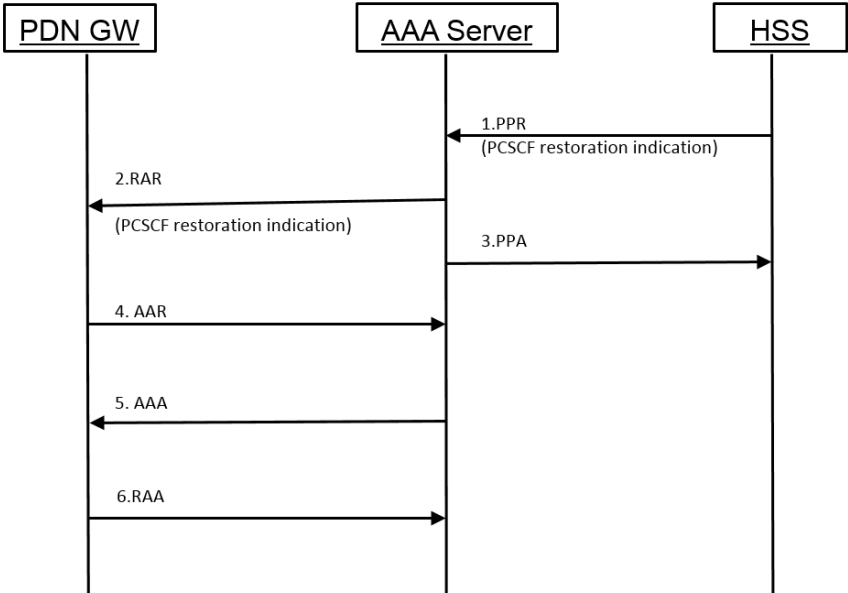 PDN GW
AAA Server
HSS
1.PPR
(PCSCF restoration indication)
2.RAR
(PCSCF restoration indication)
3.PPA
4. AAR
5. AAA
6.RAA